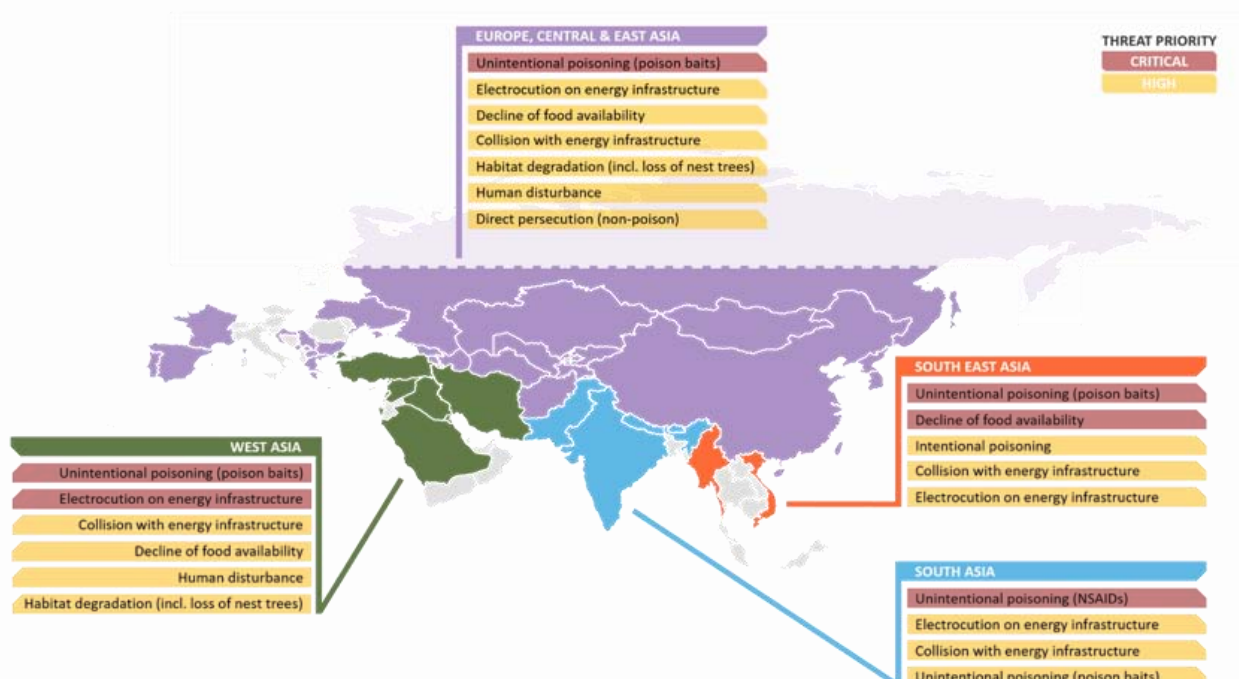 EUROPE, CENTRAL & EAST ASIA
Unintentional poisoning (poison baits)
Electrocution on energy infrastructure
Decline of food availability
Collision with energy infrastructure
Habitat degradation (incl. loss of nest trees)
Human disturbance
Direct persecution (non-poison)
THREAT PRIORITY
CRITICAL
HIGH
WEST ASIA
Unintentional poisoning (poison baits)
Electrocution on energy infrastructure
Collision with energy infrastructure
Decline of food availability
Human disturbance
Habitat degradation (incl. loss of nest trees)
SOUTH EAST ASIA
Unintentional poisoning (poison baits)
Decline of food availability
Intentional poisoning
Collision with energy infrastructure
Electrocution on energy infrastructure
SOUTH ASIA
Unintentional poisoning (NSAIDs)
Electrocution on energy infrastructure
Collision with energy infrastructure
Unintentional poisoning (poison baits)